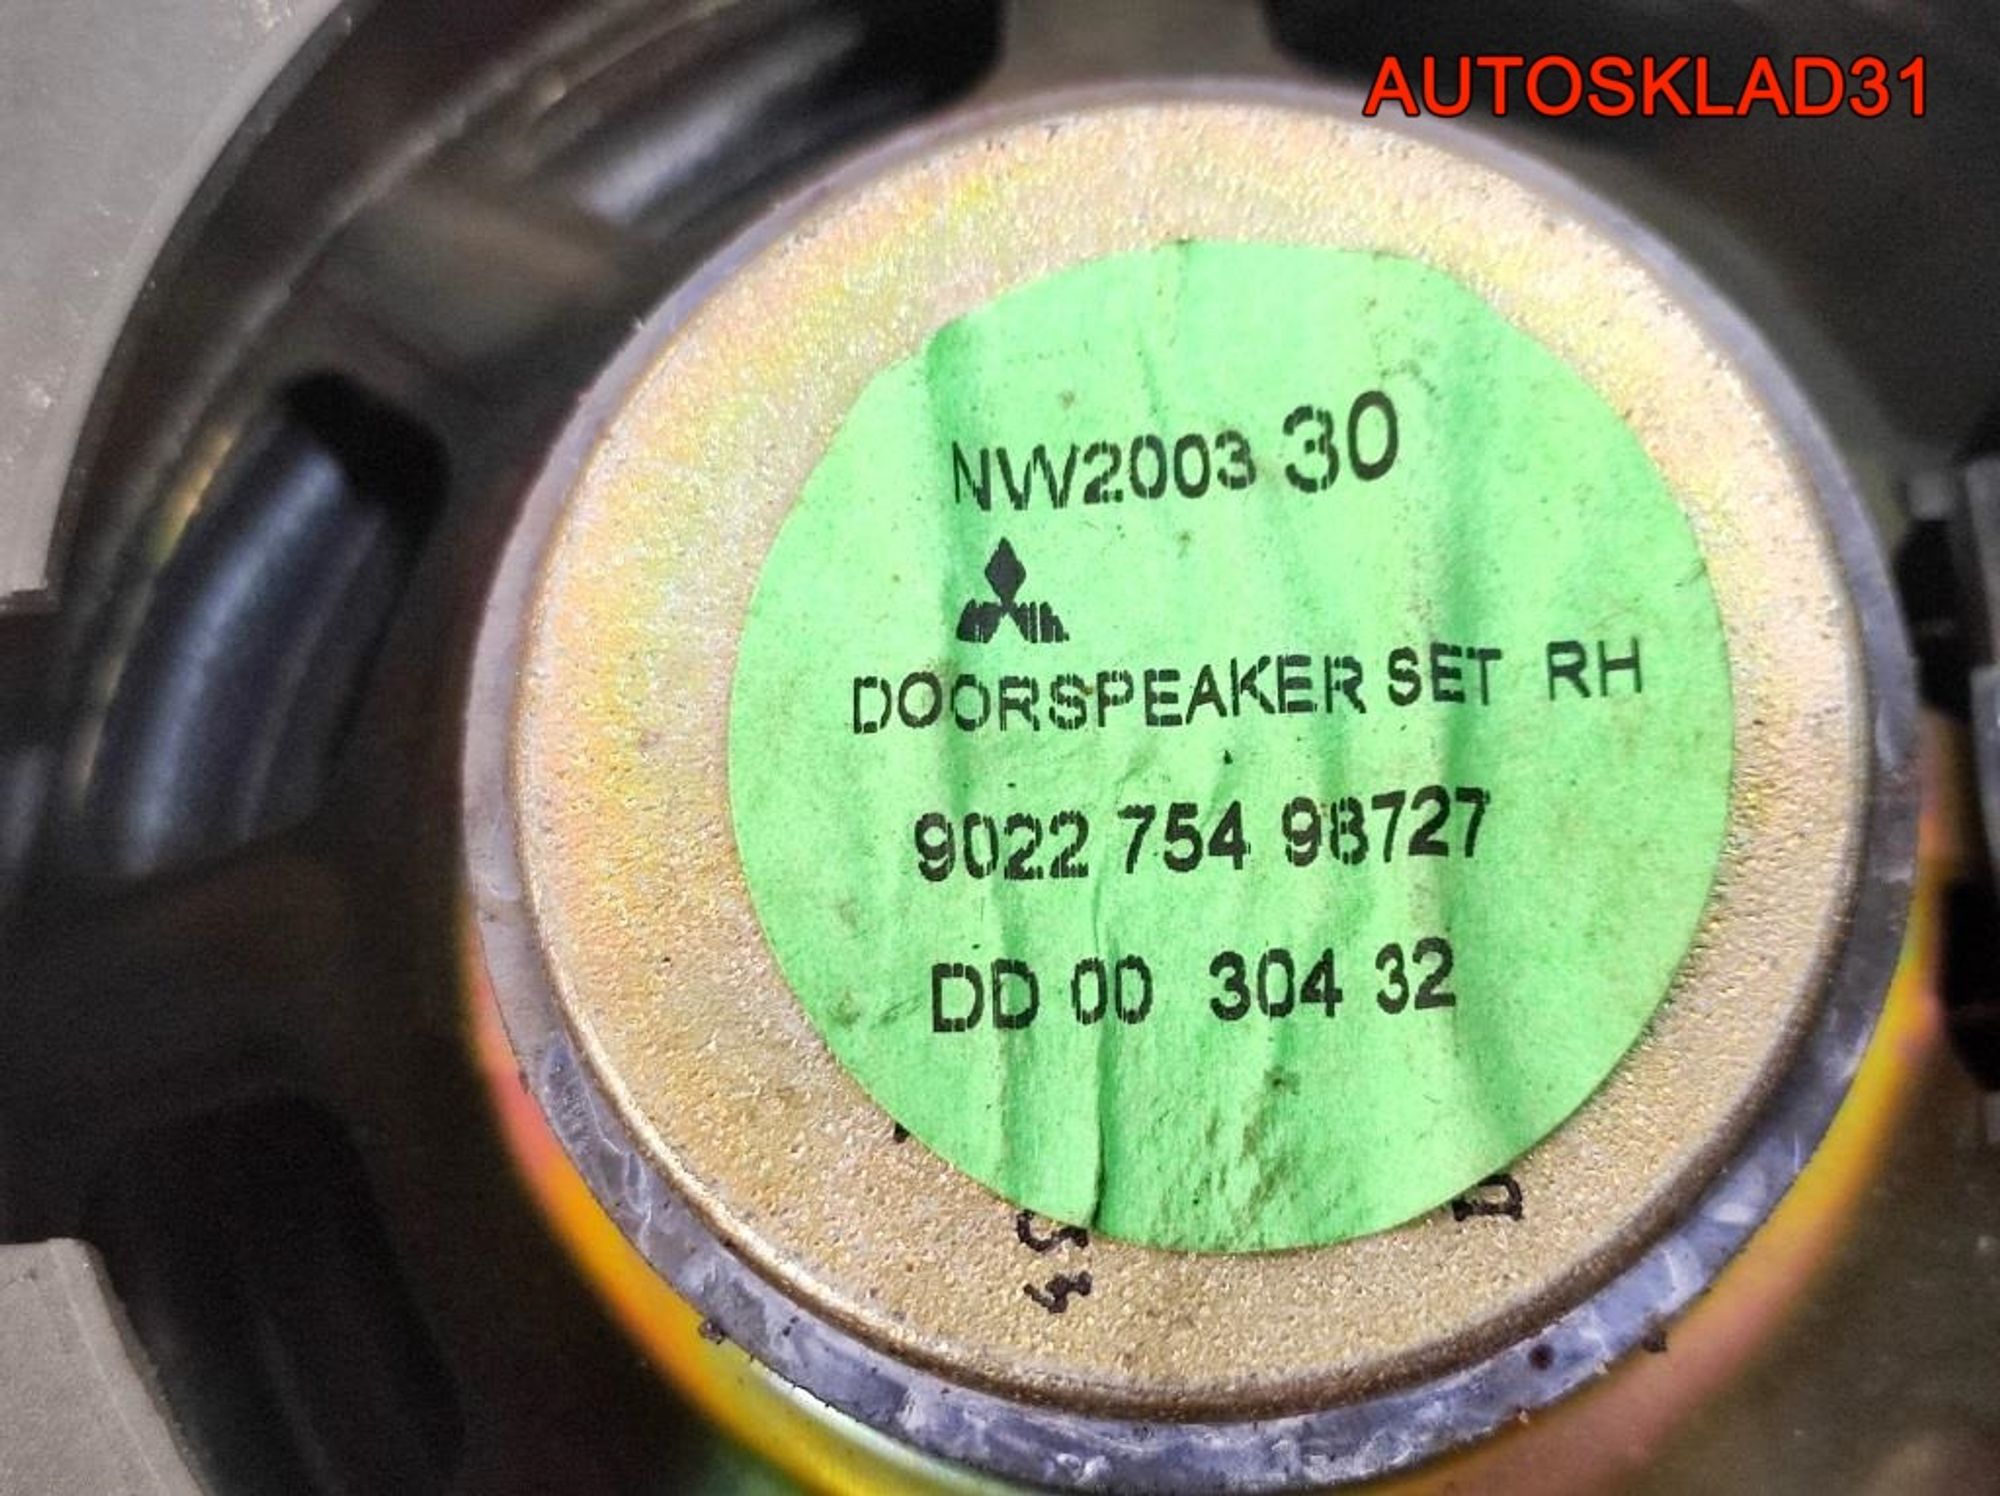 AUTOSKLAD31
NW2003 30
DOORSPEAKER SET RH
9022 754 98727
DD 00 304 32